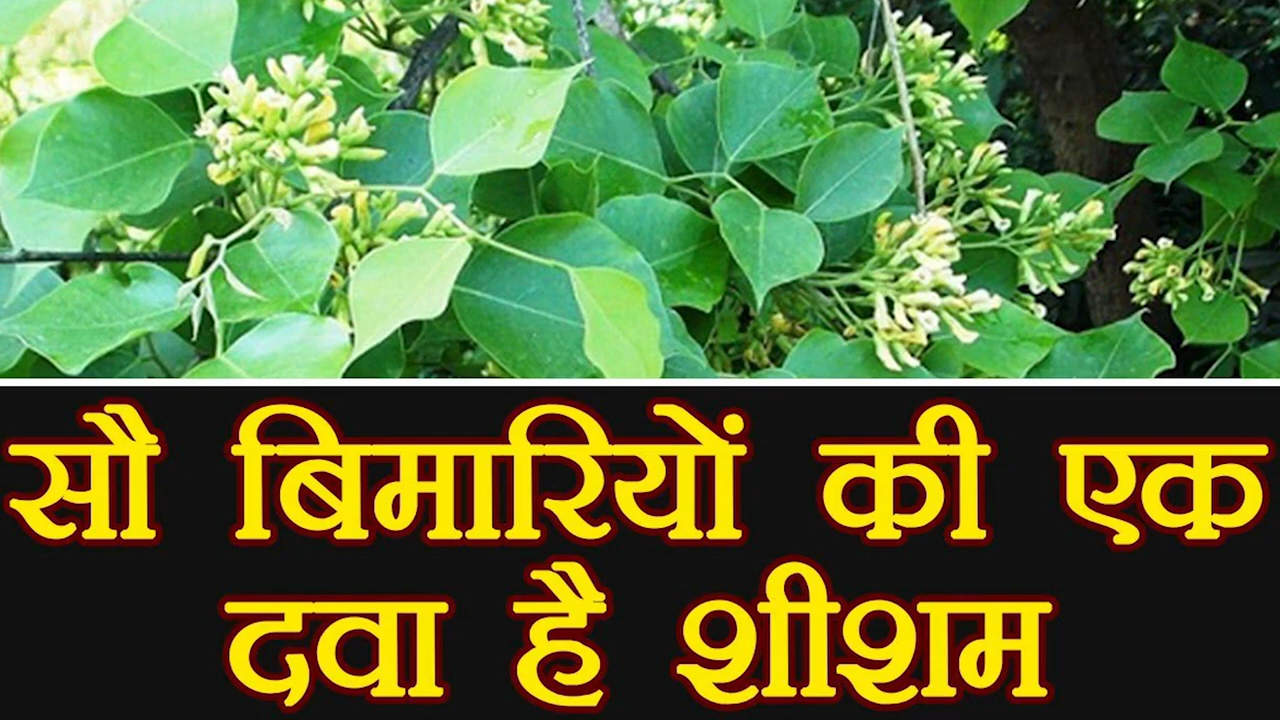 सौ बिमारियों की एक
दवा है शीशम